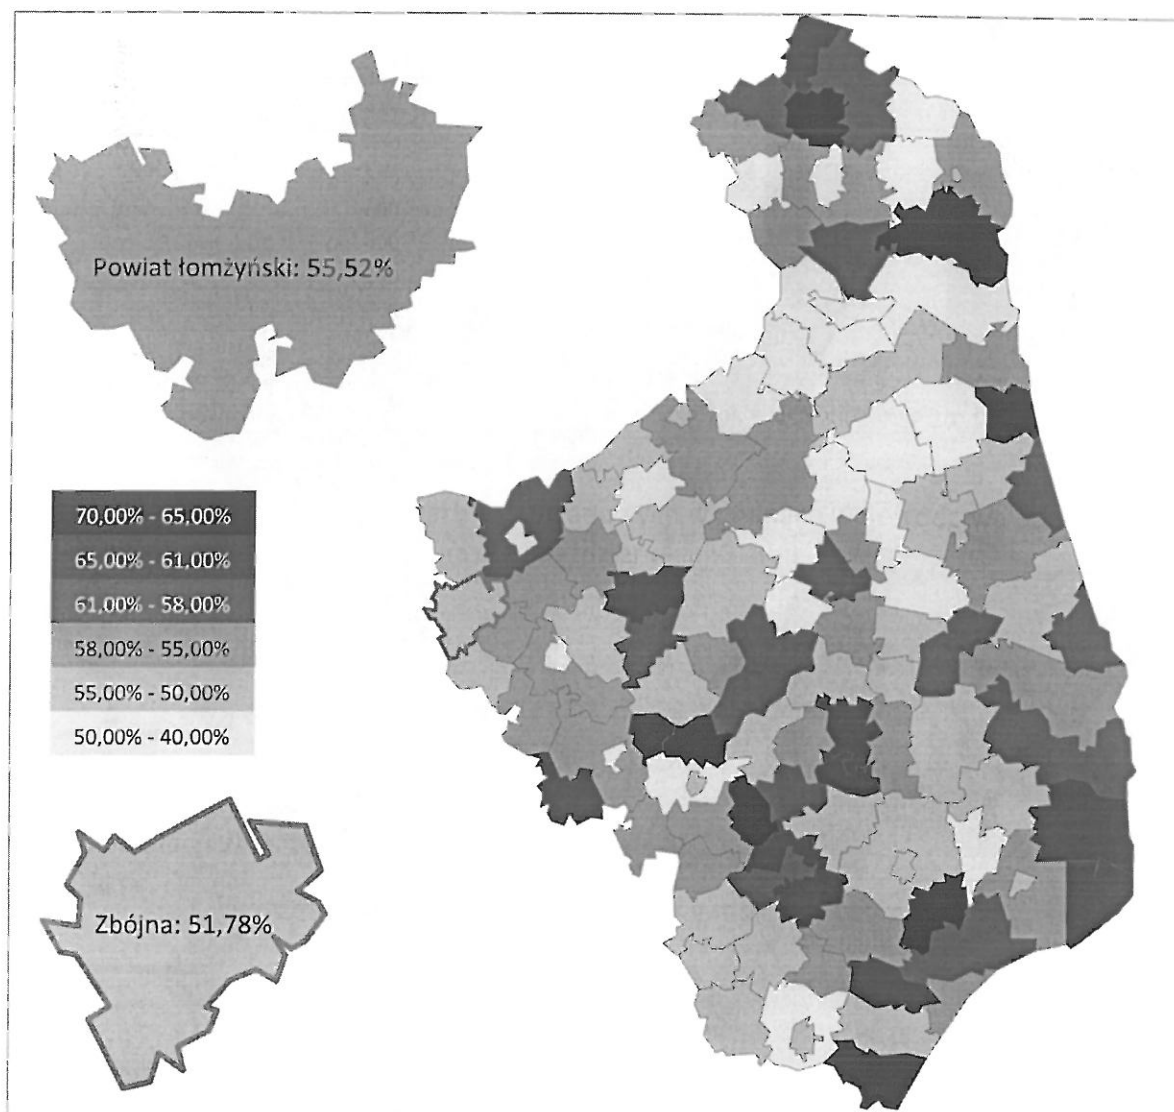 Powiat łomżyński: 55,52%
70,00% - 65,00%
65,00% - 61,00%
61,00% - 58,00%
58,00% - 55,00%
55,00% - 50,00%
50,00% - 40,00%
Zbójna: 51,78%